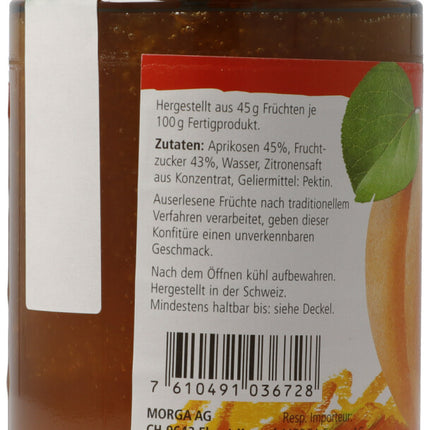 Hergestellt aus 45 g Früchten je
100 g Fertigprodukt.
Zutaten: Aprikosen 45%, Frucht-
zucker 43%, Wasser, Zitronensaft
aus Konzentrat, Geliermittel: Pektin.
Auserlesene Früchte nach traditionellem
Verfahren verarbeitet, geben dieser
Konfitüre einen unverkennbaren
Geschmack.
Nach dem Öffnen kühl aufbewahren.
Hergestellt in der Schweiz.
Mindestens haltbar bis: siehe Deckel.
7 610491 036728
MORGA AG
Resp. Importeur: